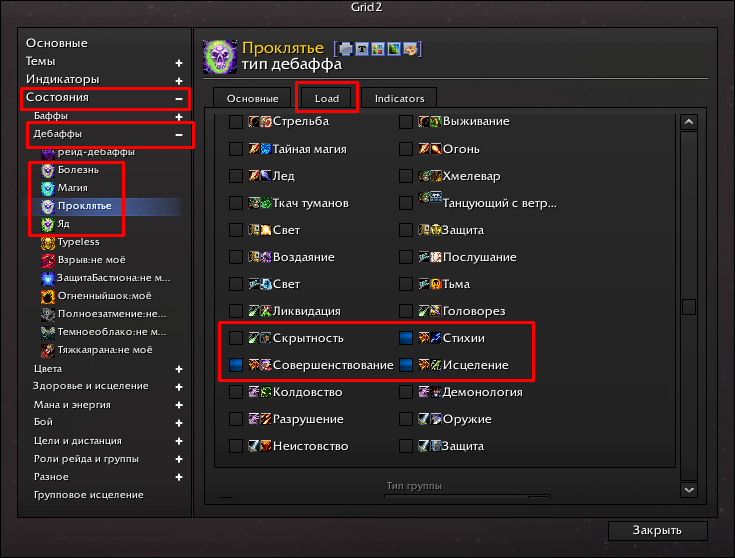 Grid2
Основные
Темы
Индикаторы
Состояния
Баффы
Дебаффы
рейд-дебаффы
Болезнь
Магия
Проклятье
Яд
Typeless
Взрыв:не моё
ЗащитаБастиона:не м...
Огненныйшок:моё
Полноезатмение:не...
Темноеоблако:не м...
Тяжкаярана:не моё
Цвета
Здоровье и исцеление
Мана и энергия
Бой
Цели и дистанция
Роли рейда и группы
Разное
Групповое исцеление
Проклятье
тип дебаффа
Основные Load Indicators
Стрельба Выживание
Тайная магия Огонь
Лед Хмелевар
Ткач туманов Танцующий с ветр...
Свет Защита
Воздаяние Послушание
Свет Тьма
Ликвидация Головорез
Скрытность Стихии
Совершенствование Исцеление
Колдовство Демонология
Разрушение Оружие
Неистовство Защита
Тип группы
Закрыть